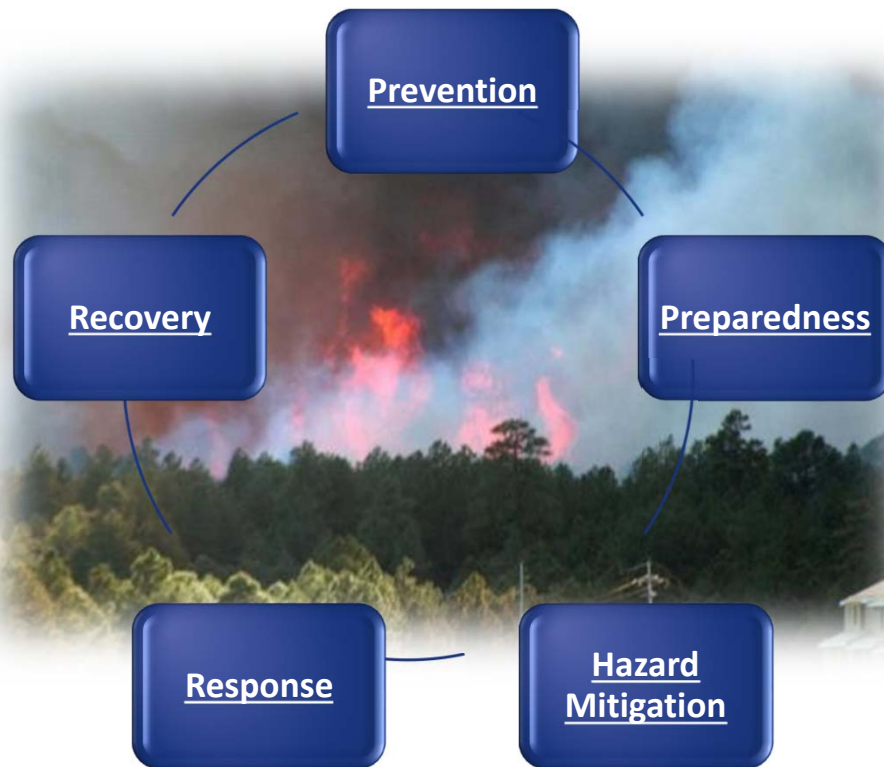 Prevention
Preparedness
Hazard
Mitigation
Response
Recovery